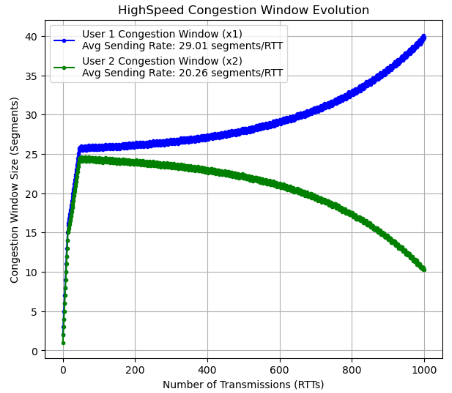 HighSpeed Congestion Window Evolution
User 1 Congestion Window (x1)
Avg Sending Rate: 29.01 segments/RTT
User 2 Congestion Window (x2)
Avg Sending Rate: 20.26 segments/RTT
Congestion Window Size (Segments)
40
35
30
25
20
15
10
5
0
0 200 400 600 800 1000
Number of Transmissions (RTTs)